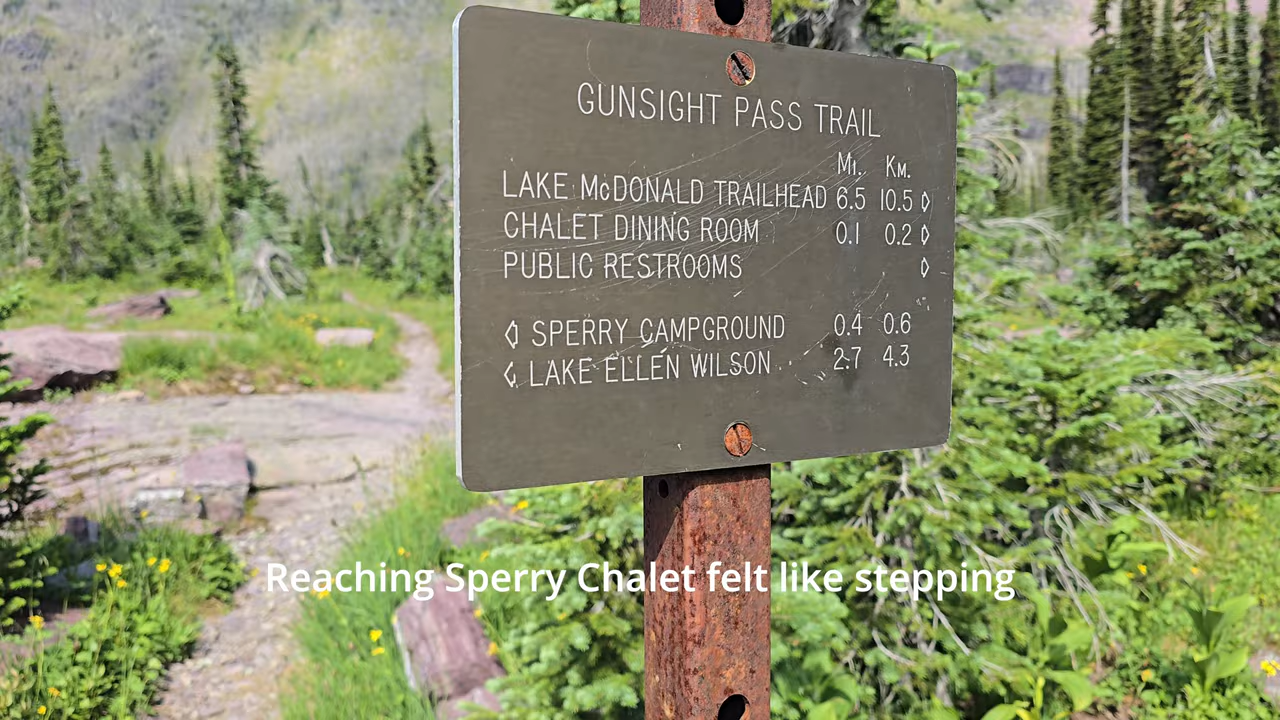 GUNSIGHT PASS TRAIL
MI. KM.
LAKE McDONALD TRAILHEAD 6.5 10.5
CHALET DINING ROOM 0.1 0.2
PUBLIC RESTROOMS
SPERRY CAMPGROUND 0.4 0.6
LAKE ELLEN WILSON 2.7 4.3
Reaching Sperry Chalet felt like stepping